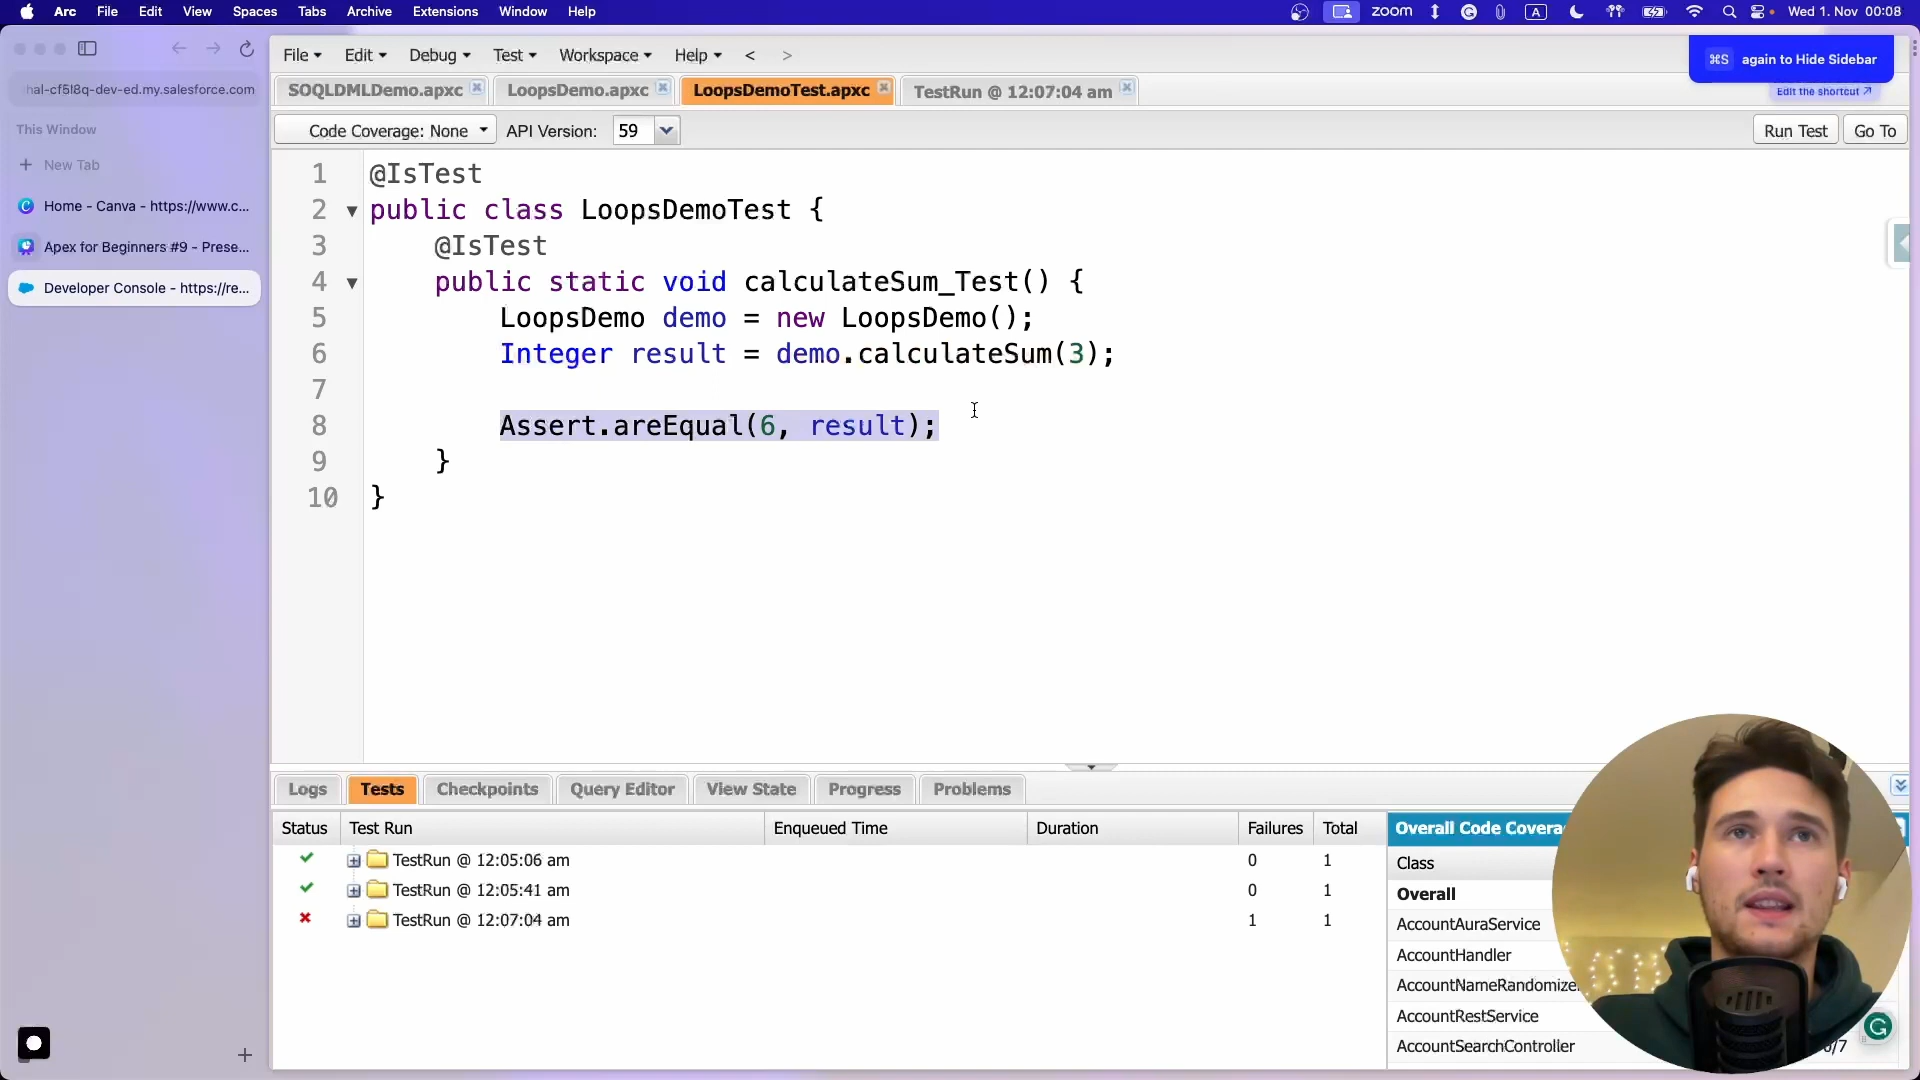 Arc File Edit View Spaces Tabs Archive Extensions Window Help zoom A Wed 1. Nov 00:08
⌘S again to Hide Sidebar
Edit the shortcut ↗
hal-cf5l8q-dev-ed.my.salesforce.com
This Window
+ New Tab
Home - Canva - https://www.c...
Apex for Beginners #9 - Prese...
Developer Console - https://re...
File Edit Debug Test Workspace Help < >
SOQLDMLDemo.apxc LoopsDemo.apxc LoopsDemoTest.apxc TestRun @ 12:07:04 am
Code Coverage: None API Version: 59 Run Test Go To
1 @IsTest
2 public class LoopsDemoTest {
3 @IsTest
4 public static void calculateSum_Test() {
5 LoopsDemo demo = new LoopsDemo();
6 Integer result = demo.calculateSum(3);
7
8 Assert.areEqual(6, result);
9 }
10 }
Logs Tests Checkpoints Query Editor View State Progress Problems
Status Test Run Enqueued Time Duration Failures Total
TestRun @ 12:05:06 am 0 1
TestRun @ 12:05:41 am 0 1
TestRun @ 12:07:04 am 1 1
Overall Code Covera
Class
Overall
AccountAuraService
AccountHandler
AccountNameRandomize
AccountRestService
AccountSearchController